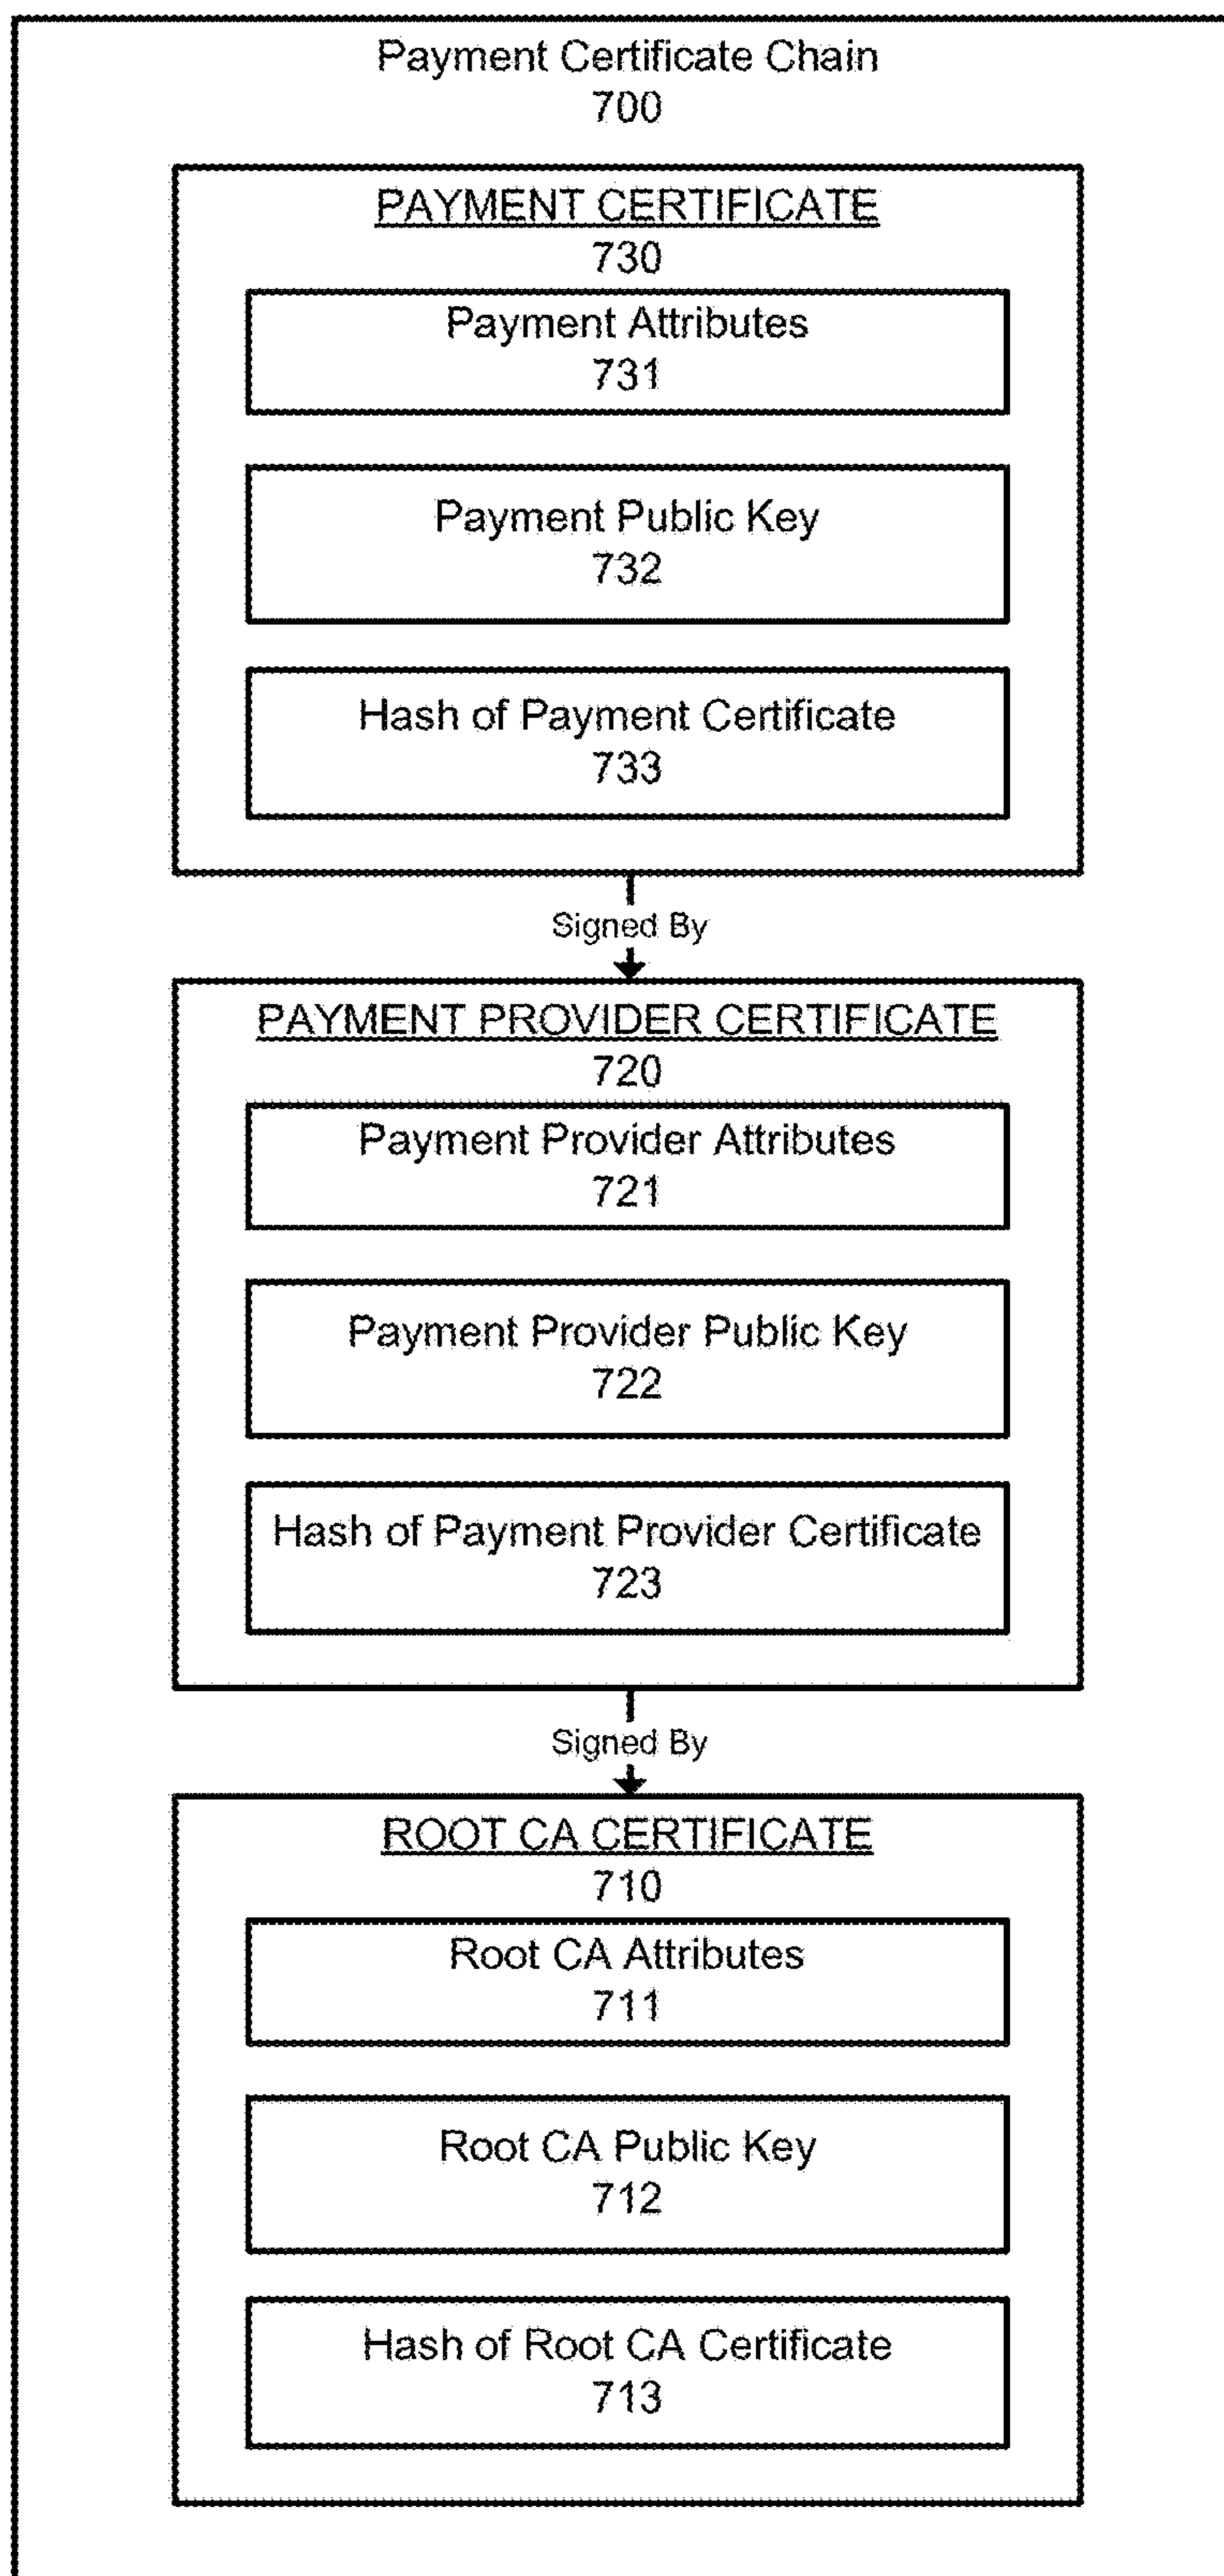 Payment Certificate Chain
700
PAYMENT CERTIFICATE
730
Payment Attributes
731
Payment Public Key
732
Hash of Payment Certificate
733
Signed By
PAYMENT PROVIDER CERTIFICATE
720
Payment Provider Attributes
721
Payment Provider Public Key
722
Hash of Payment Provider Certificate
723
Signed By
ROOT CA CERTIFICATE
710
Root CA Attributes
711
Root CA Public Key
712
Hash of Root CA Certificate
713